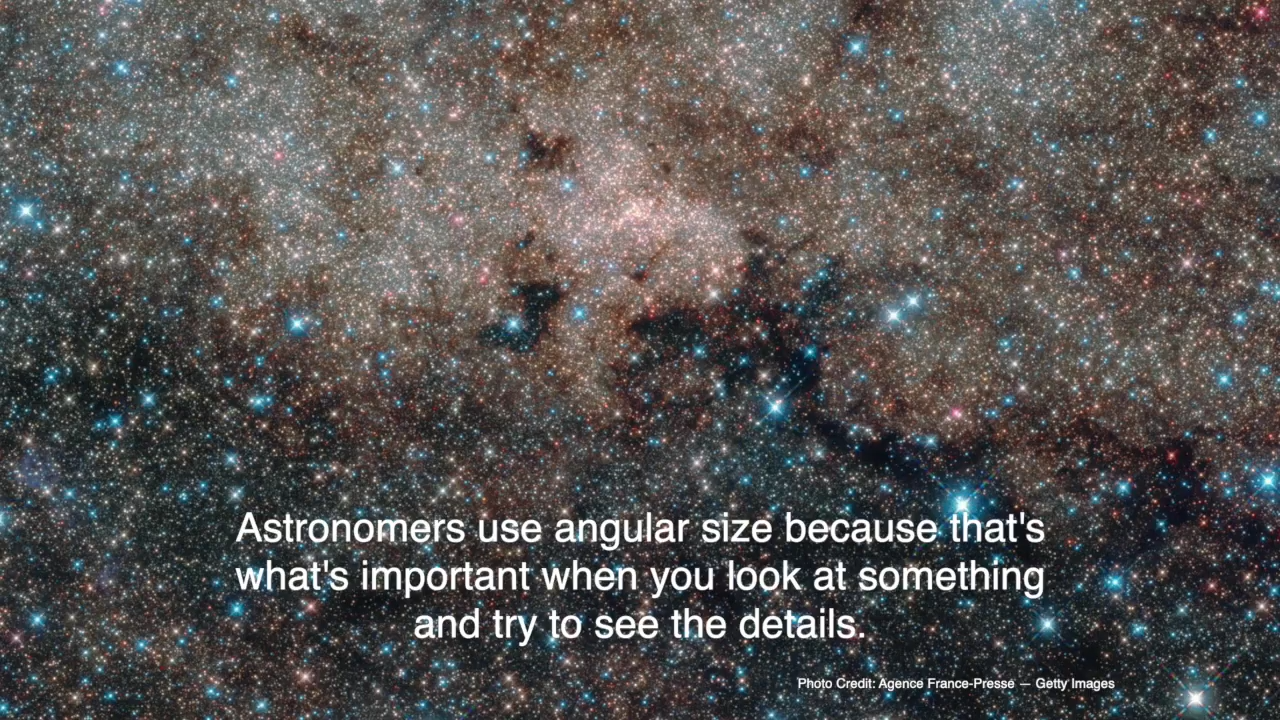 Astronomers use angular size because that's
what's important when you look at something
and try to see the details.
Photo Credit: Agence France-Presse — Getty Images